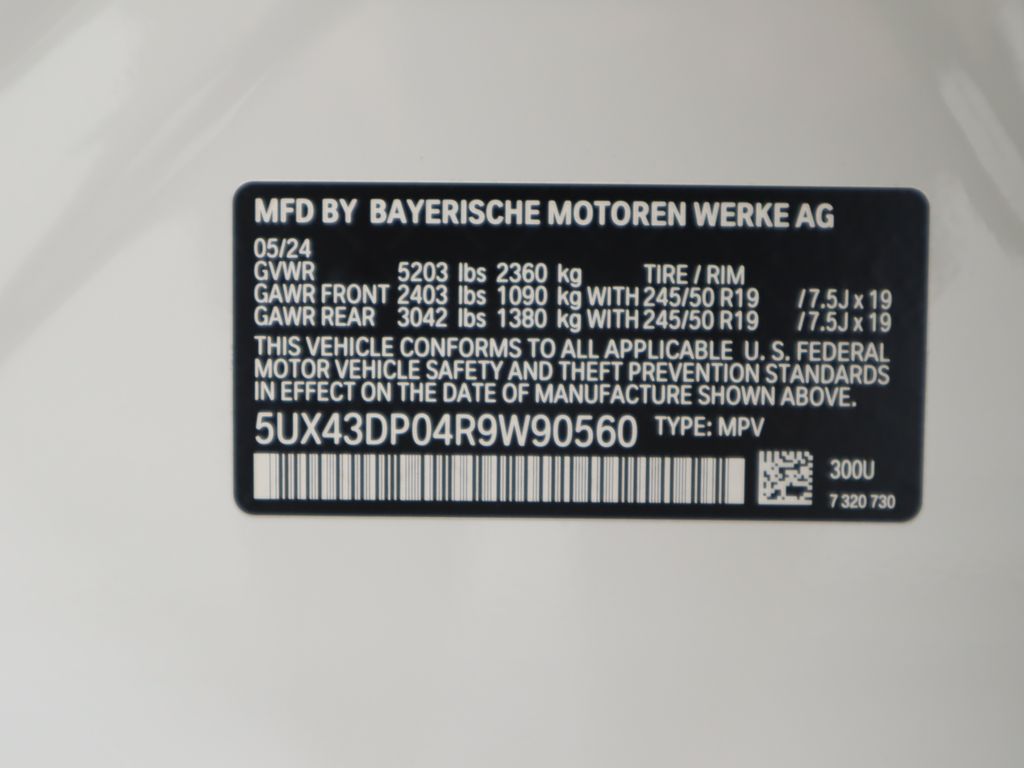 MFD BY BAYERISCHE MOTOREN WERKE AG
05/24
GVWR 5203 lbs 2360 kg TIRE / RIM
GAWR FRONT 2403 lbs 1090 kg WITH 245/50 R19 /7.5J x 19
GAWR REAR 3042 lbs 1380 kg WITH 245/50 R19 /7.5J x 19
THIS VEHICLE CONFORMS TO ALL APPLICABLE U. S. FEDERAL
MOTOR VEHICLE SAFETY AND THEFT PREVENTION STANDARDS
IN EFFECT ON THE DATE OF MANUFACTURE SHOWN ABOVE.
5UX43DP04R9W90560 TYPE: MPV
300U
7 320 730